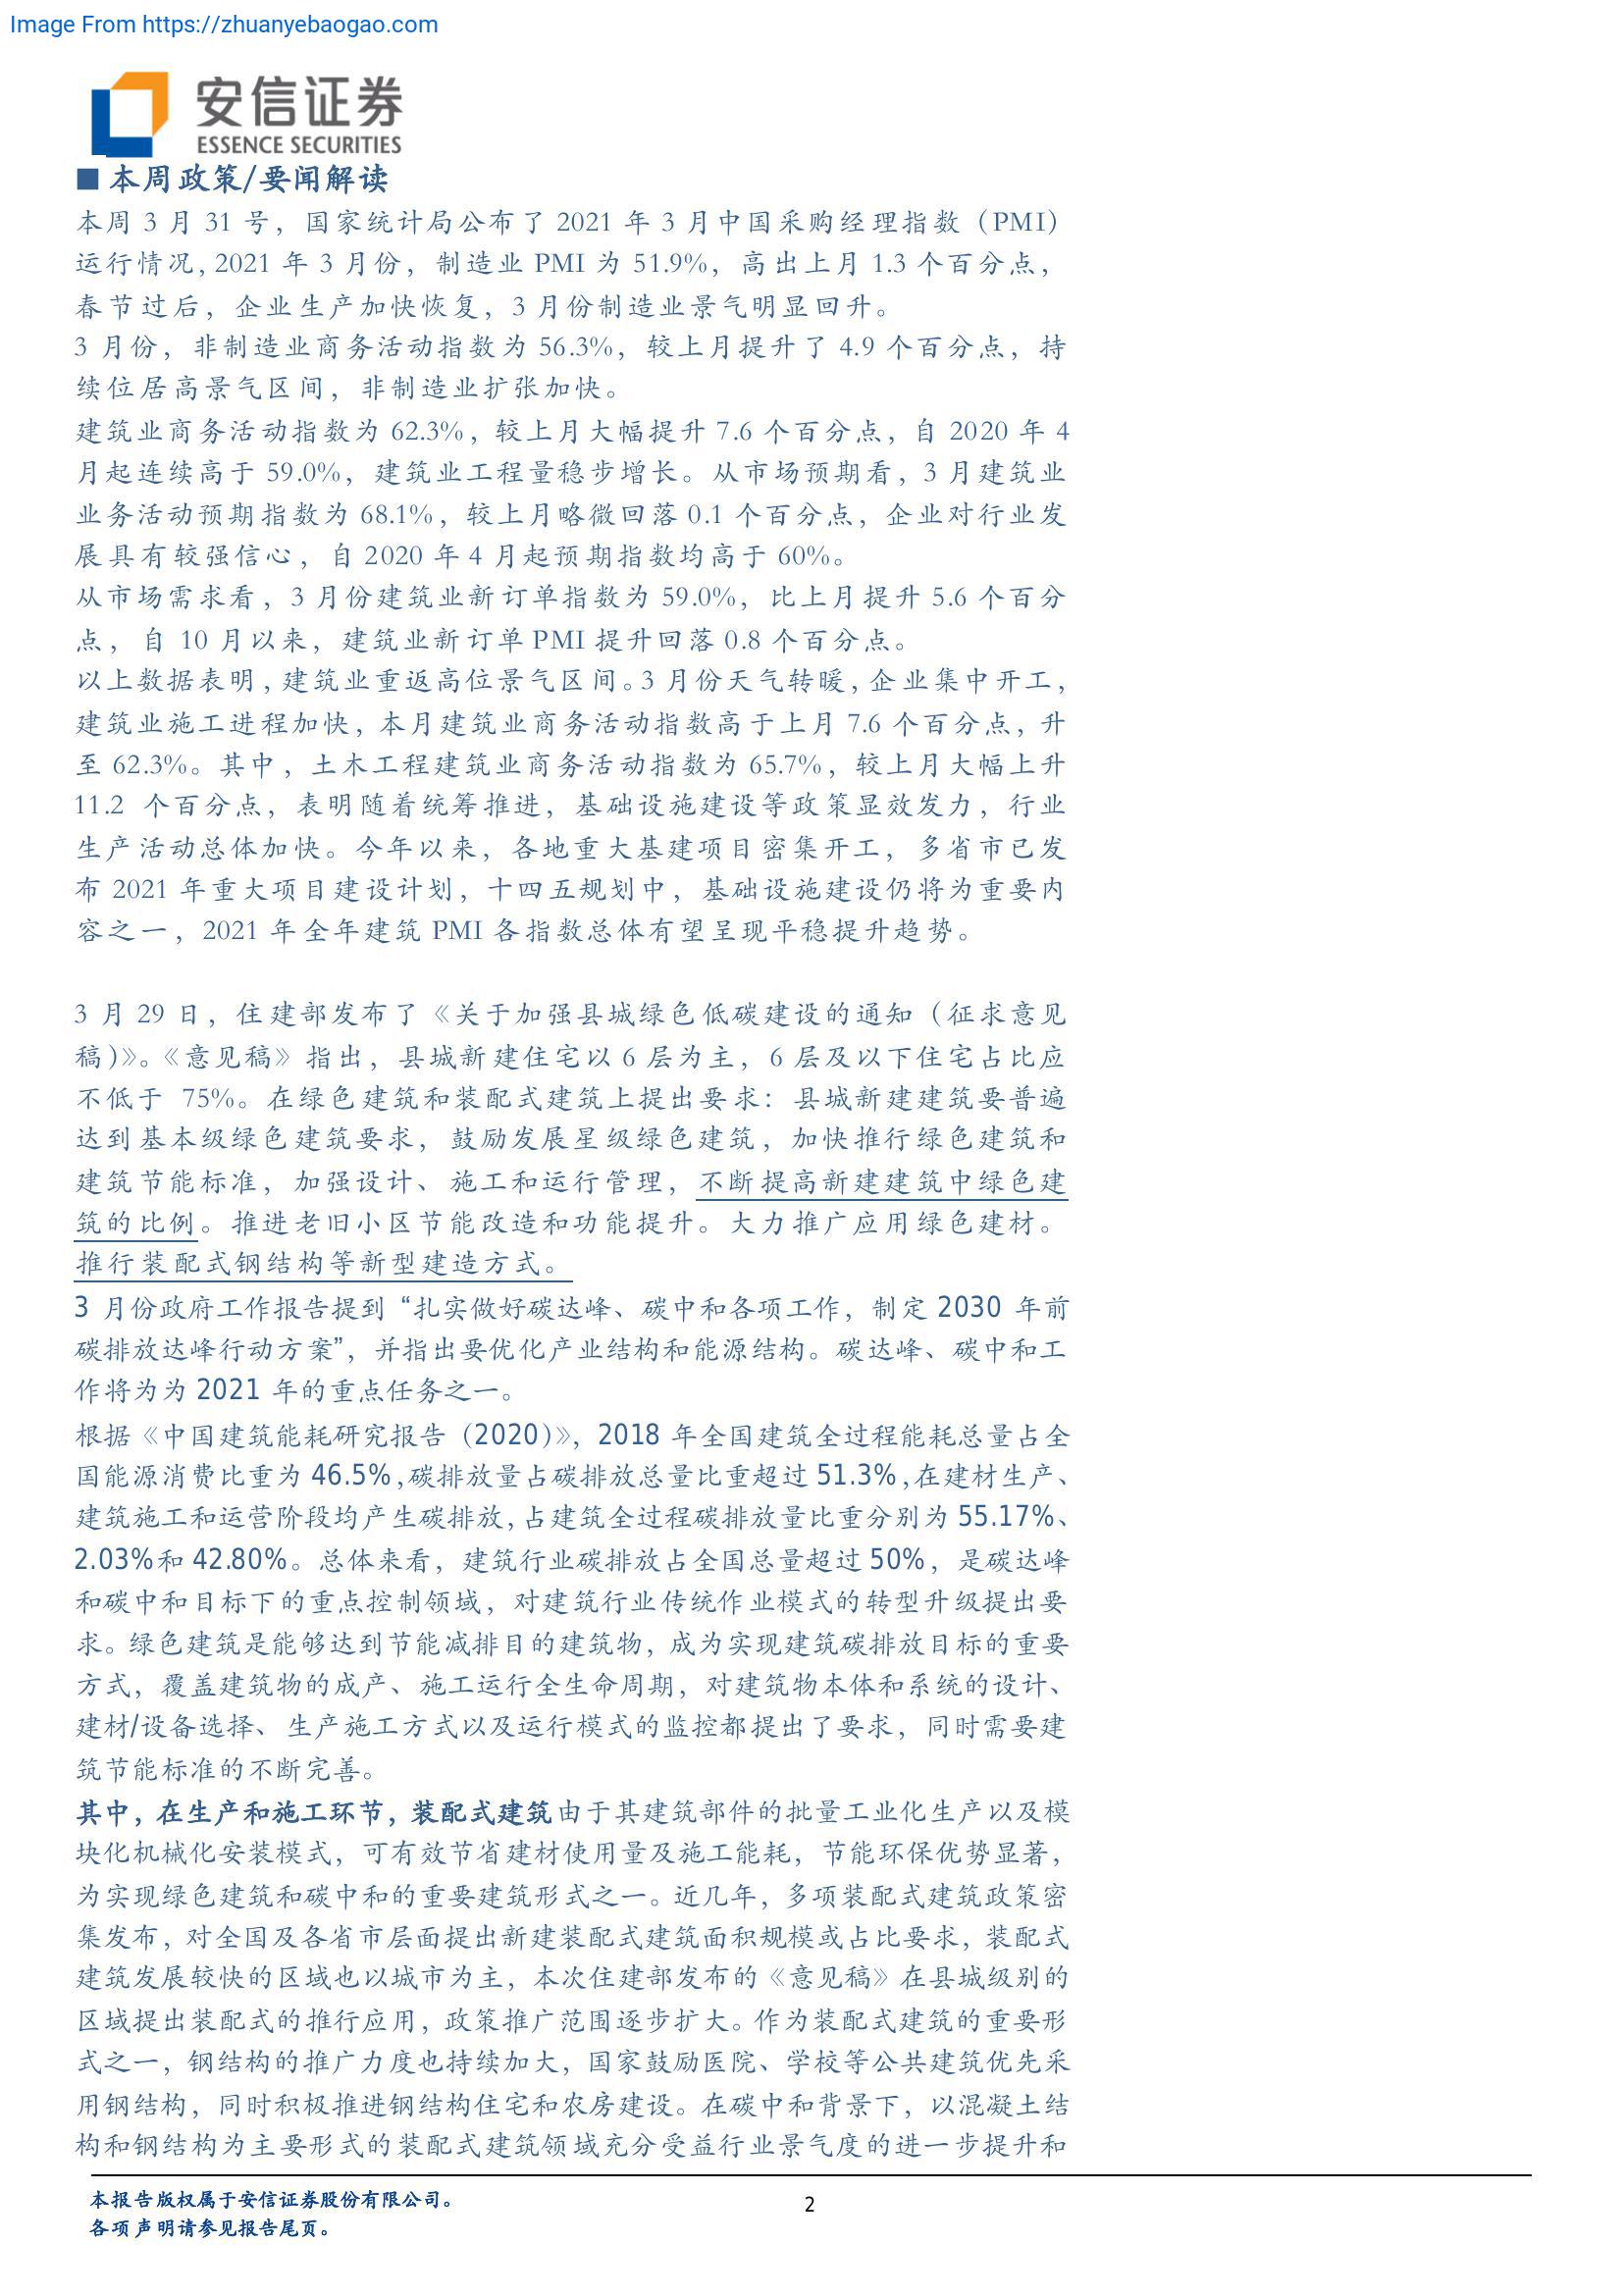 Image From https://zhuanyebaogao.com
安信证券
ESSENCE SECURITIES
■本周政策/要闻解读
本周 3 月 31 号，国家统计局公布了 2021 年 3 月中国采购经理指数（PMI）
运行情况，2021 年 3 月份，制造业 PMI 为 51.9%，高出上月 1.3 个百分点，
春节过后，企业生产加快恢复，3 月份制造业景气明显回升。
3 月份，非制造业商务活动指数为 56.3%，较上月提升了 4.9 个百分点，持
续位居高景气区间，非制造业扩张加快。
建筑业商务活动指数为 62.3%，较上月大幅提升 7.6 个百分点，自 2020 年 4
月起连续高于 59.0%，建筑业工程量稳步增长。从市场预期看，3 月建筑业
业务活动预期指数为 68.1%，较上月略微回落 0.1 个百分点，企业对行业发
展具有较强信心，自 2020 年 4 月起预期指数均高于 60%。
从市场需求看，3 月份建筑业新订单指数为 59.0%，比上月提升 5.6 个百分
点，自 10 月以来，建筑业新订单 PMI 提升回落 0.8 个百分点。
以上数据表明，建筑业重返高位景气区间。3 月份天气转暖，企业集中开工，
建筑业施工进程加快，本月建筑业商务活动指数高于上月 7.6 个百分点，升
至 62.3%。其中，土木工程建筑业商务活动指数为 65.7%，较上月大幅上升
11.2 个百分点，表明随着统筹推进，基础设施建设等政策显效发力，行业
生产活动总体加快。今年以来，各地重大基建项目密集开工，多省市已发
布 2021 年重大项目建设计划，十四五规划中，基础设施建设仍将为重要内
容之一，2021 年全年建筑 PMI 各指数总体有望呈现平稳提升趋势。
3 月 29 日，住建部发布了《关于加强县城绿色低碳建设的通知（征求意见
稿）》。《意见稿》指出，县城新建住宅以 6 层为主，6 层及以下住宅占比应
不低于 75%。在绿色建筑和装配式建筑上提出要求：县城新建建筑要普遍
达到基本级绿色建筑要求，鼓励发展星级绿色建筑，加快推行绿色建筑和
建筑节能标准，加强设计、施工和运行管理，不断提高新建建筑中绿色建
筑的比例。推进老旧小区节能改造和功能提升。大力推广应用绿色建材。
推行装配式钢结构等新型建造方式。
3 月份政府工作报告提到“扎实做好碳达峰、碳中和各项工作，制定 2030 年前
碳排放达峰行动方案”，并指出要优化产业结构和能源结构。碳达峰、碳中和工
作将为为 2021 年的重点任务之一。
根据《中国建筑能耗研究报告（2020）》，2018 年全国建筑全过程能耗总量占全
国能源消费比重为 46.5%，碳排放量占碳排放总量比重超过 51.3%，在建材生产、
建筑施工和运营阶段均产生碳排放，占建筑全过程碳排放量比重分别为 55.17%、
2.03%和 42.80%。总体来看，建筑行业碳排放占全国总量超过 50%，是碳达峰
和碳中和目标下的重点控制领域，对建筑行业传统作业模式的转型升级提出要
求。绿色建筑是能够达到节能减排目的建筑物，成为实现建筑碳排放目标的重要
方式，覆盖建筑物的成产、施工运行全生命周期，对建筑物本体和系统的设计、
建材/设备选择、生产施工方式以及运行模式的监控都提出了要求，同时需要建
筑节能标准的不断完善。
其中，在生产和施工环节，装配式建筑由于其建筑部件的批量工业化生产以及模
块化机械化安装模式，可有效节省建材使用量及施工能耗，节能环保优势显著，
为实现绿色建筑和碳中和的重要建筑形式之一。近几年，多项装配式建筑政策密
集发布，对全国及各省市层面提出新建装配式建筑面积规模或占比要求，装配式
建筑发展较快的区域也以城市为主，本次住建部发布的《意见稿》在县城级别的
区域提出装配式的推行应用，政策推广范围逐步扩大。作为装配式建筑的重要形
式之一，钢结构的推广力度也持续加大，国家鼓励医院、学校等公共建筑优先采
用钢结构，同时积极推进钢结构住宅和农房建设。在碳中和背景下，以混凝土结
构和钢结构为主要形式的装配式建筑领域充分受益行业景气度的进一步提升和
本报告版权属于安信证券股份有限公司。
2
各项声明请参见报告尾页。